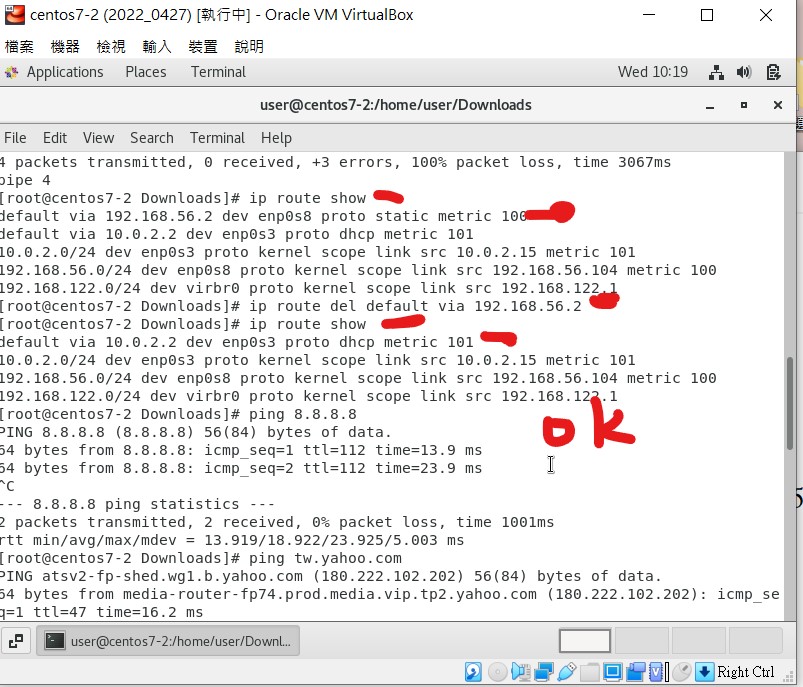 centos7-2 (2022_0427) [執行中] - Oracle VM VirtualBox
檔案 機器 檢視 輸入 裝置 說明
Applications Places Terminal Wed 10:19
user@centos7-2:/home/user/Downloads
File Edit View Search Terminal Help
4 packets transmitted, 0 received, +3 errors, 100% packet loss, time 3067ms
pipe 4
[root@centos7-2 Downloads]# ip route show
default via 192.168.56.2 dev enp0s8 proto static metric 100
default via 10.0.2.2 dev enp0s3 proto dhcp metric 101
10.0.2.0/24 dev enp0s3 proto kernel scope link src 10.0.2.15 metric 101
192.168.56.0/24 dev enp0s8 proto kernel scope link src 192.168.56.104 metric 100
192.168.122.0/24 dev virbr0 proto kernel scope link src 192.168.122.1
[root@centos7-2 Downloads]# ip route del default via 192.168.56.2
[root@centos7-2 Downloads]# ip route show
default via 10.0.2.2 dev enp0s3 proto dhcp metric 101
10.0.2.0/24 dev enp0s3 proto kernel scope link src 10.0.2.15 metric 101
192.168.56.0/24 dev enp0s8 proto kernel scope link src 192.168.56.104 metric 100
192.168.122.0/24 dev virbr0 proto kernel scope link src 192.168.122.1
[root@centos7-2 Downloads]# ping 8.8.8.8
PING 8.8.8.8 (8.8.8.8) 56(84) bytes of data.
ok
64 bytes from 8.8.8.8: icmp_seq=1 ttl=112 time=13.9 ms
64 bytes from 8.8.8.8: icmp_seq=2 ttl=112 time=23.9 ms
^C
--- 8.8.8.8 ping statistics ---
2 packets transmitted, 2 received, 0% packet loss, time 1001ms
rtt min/avg/max/mdev = 13.919/18.922/23.925/5.003 ms
[root@centos7-2 Downloads]# ping tw.yahoo.com
PING atsv2-fp-shed.wg1.b.yahoo.com (180.222.102.202) 56(84) bytes of data.
64 bytes from media-router-fp74.prod.media.vip.tp2.yahoo.com (180.222.102.202): icmp_se
q=1 ttl=47 time=16.2 ms
user@centos7-2:/home/user/Downl...
Right Ctrl